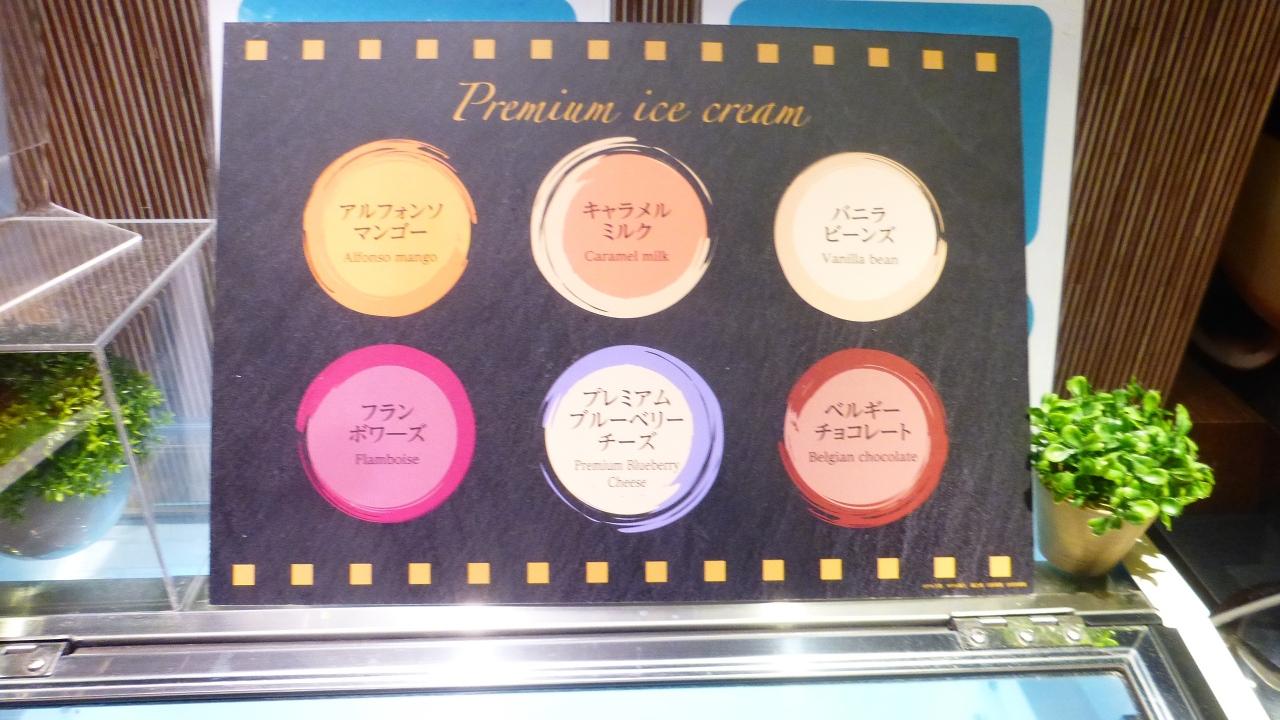 Premium ice cream
アルフォンソ
マンゴー
Alfonso mango
キャラメル
ミルク
Caramel milk
バニラ
ビーンズ
Vanilla bean
フラン
ボワーズ
Flamboise
プレミアム
ブルーベリー
チーズ
Premium Blueberry
Cheese
ベルギー
チョコレート
Belgian chocolate